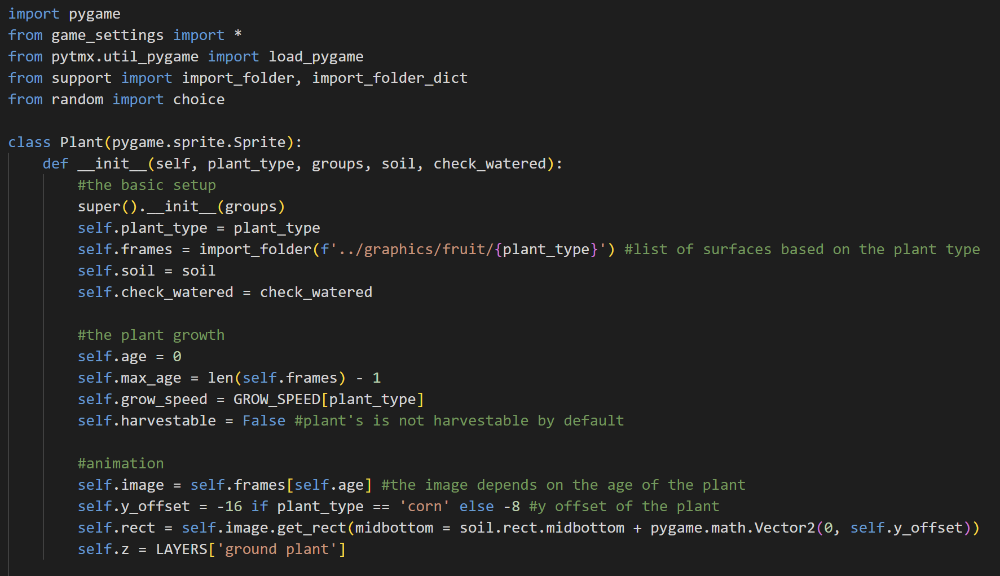 import pygame
from game_settings import *
from pytmx.util_pygame import load_pygame
from support import import_folder, import_folder_dict
from random import choice

class Plant(pygame.sprite.Sprite):
    def __init__(self, plant_type, groups, soil, check_watered):
        #the basic setup
        super().__init__(groups)
        self.plant_type = plant_type
        self.frames = import_folder(f'../graphics/fruit/{plant_type}') #list of surfaces based on the plant type
        self.soil = soil
        self.check_watered = check_watered

        #the plant growth
        self.age = 0
        self.max_age = len(self.frames) - 1
        self.grow_speed = GROW_SPEED[plant_type]
        self.harvestable = False #plant's is not harvestable by default

        #animation
        self.image = self.frames[self.age] #the image depends on the age of the plant
        self.y_offset = -16 if plant_type == 'corn' else -8 #y offset of the plant
        self.rect = self.image.get_rect(midbottom = soil.rect.midbottom + pygame.math.Vector2(0, self.y_offset))
        self.z = LAYERS['ground plant']